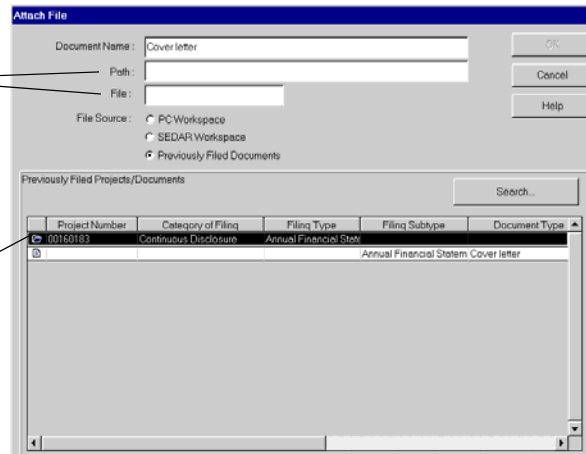 Attach File
Document Name : Cover letter
OK
Path :
Cancel
File :
Help
File Source : PC Workspace
SEDAR Workspace
Previously Filed Documents
Previously Filed Projects/Documents
Search...
Project Number Category of Filing Filing Type Filing Subtype Document Type
00160183 Continuous Disclosure Annual Financial State
Annual Financial Statem Cover letter